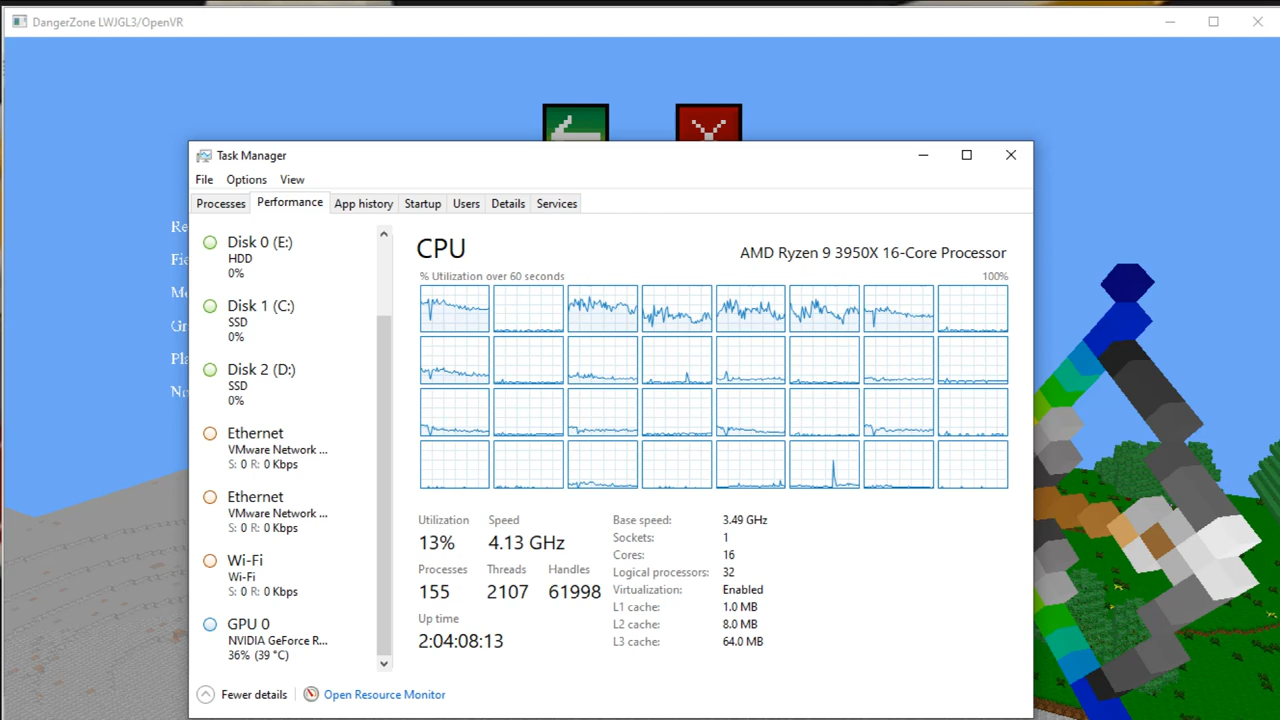 DangerZone LWJGL3/OpenVR
Task Manager
File Options View
Processes Performance App history Startup Users Details Services
Disk 0 (E:)
HDD
0%
Disk 1 (C:)
SSD
0%
Disk 2 (D:)
SSD
0%
Ethernet
VMware Network ...
S: 0 R: 0 Kbps
Ethernet
VMware Network ...
S: 0 R: 0 Kbps
Wi-Fi
Wi-Fi
S: 0 R: 0 Kbps
GPU 0
NVIDIA GeForce R...
36% (39 °C)
CPU AMD Ryzen 9 3950X 16-Core Processor
% Utilization over 60 seconds 100%
Utilization Speed
13% 4.13 GHz
Processes Threads Handles
155 2107 61998
Up time
2:04:08:13
Base speed: 3.49 GHz
Sockets: 1
Cores: 16
Logical processors: 32
Virtualization: Enabled
L1 cache: 1.0 MB
L2 cache: 8.0 MB
L3 cache: 64.0 MB
Fewer details Open Resource Monitor